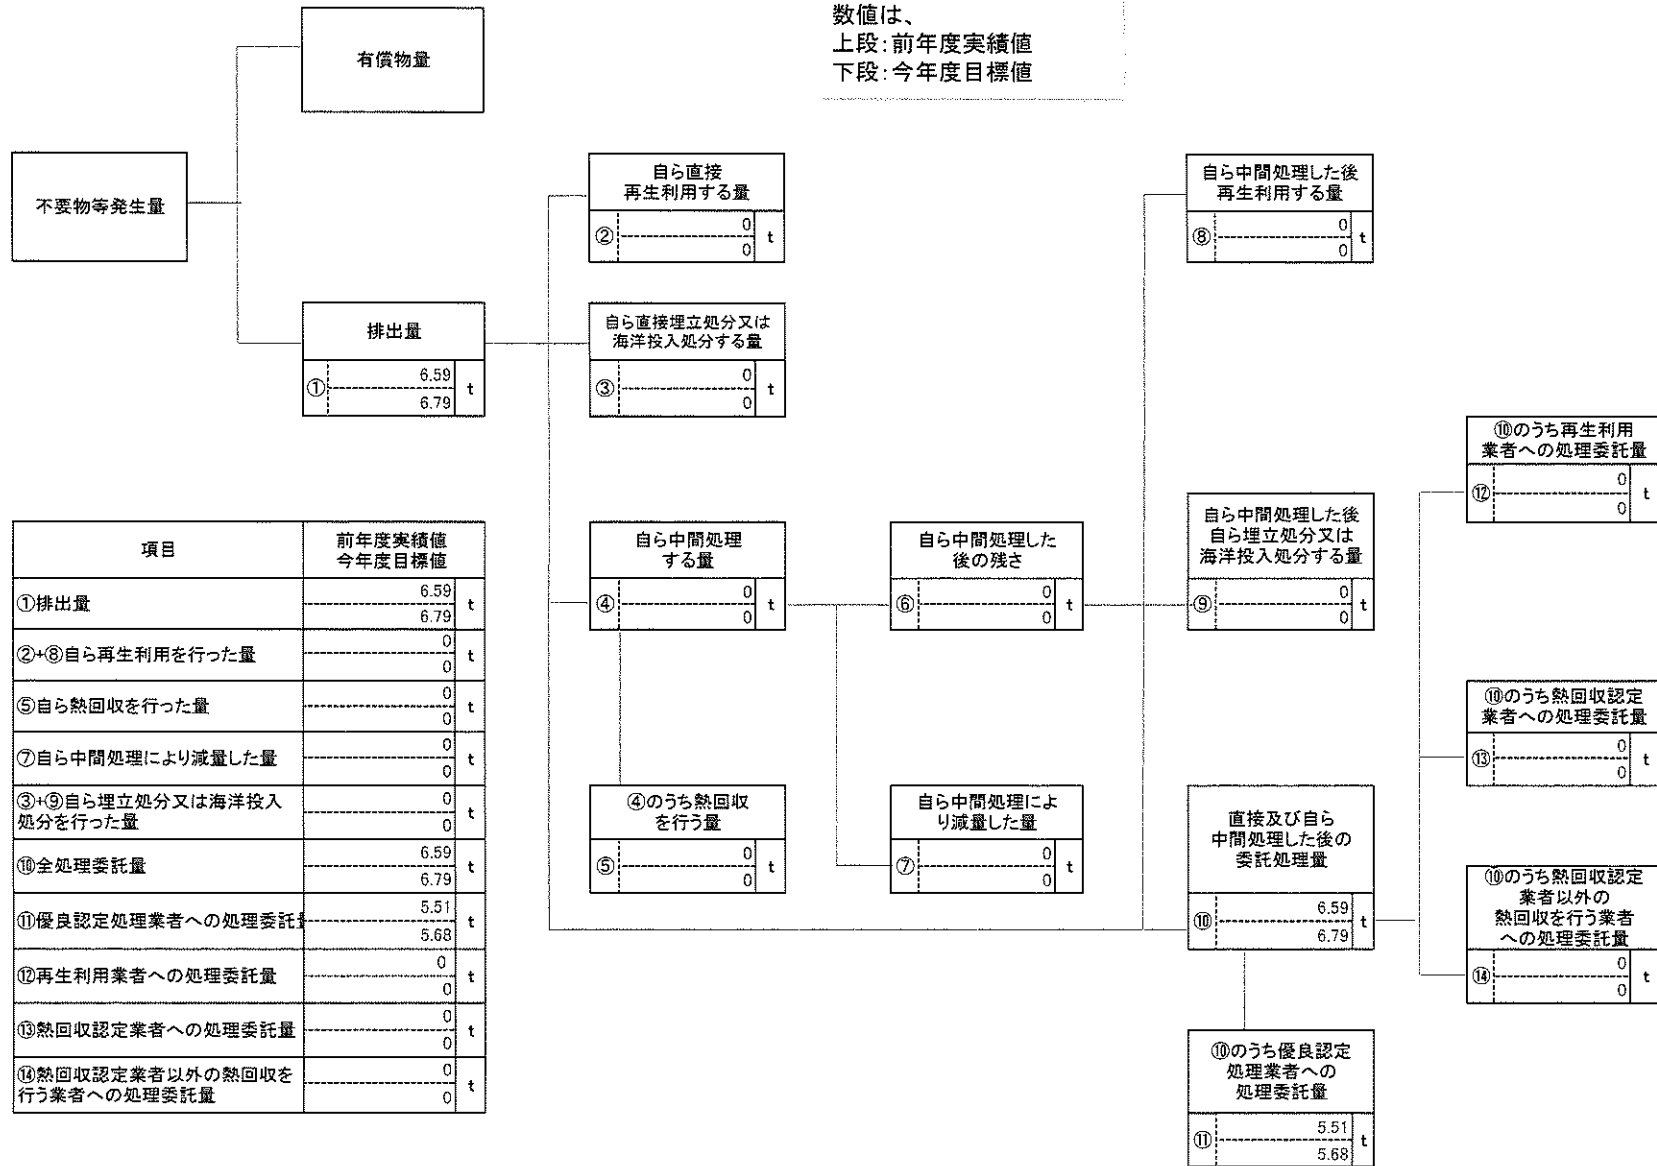 数値は、
上段:前年度実績値
下段:今年度目標値
有償物量
不要物等発生量
排出量
① 6.59 t
6.79
自ら直接
再生利用する量
② 0 t
0
自ら直接埋立処分又は
海洋投入処分する量
③ 0 t
0
自ら中間処理
する量
④ 0 t
0
④のうち熱回収
を行う量
⑤ 0 t
0
自ら中間処理した
後の残さ
⑥ 0 t
0
自ら中間処理によ
り減量した量
⑦ 0 t
0
自ら中間処理した後
再生利用する量
⑧ 0 t
0
自ら中間処理した後
自ら埋立処分又は
海洋投入処分する量
⑨ 0 t
0
直接及び自ら
中間処理した後の
委託処理量
⑩ 6.59 t
6.79
⑩のうち優良認定
処理業者への
処理委託量
⑪ 5.51 t
5.68
⑩のうち再生利用
業者への処理委託量
⑫ 0 t
0
⑩のうち熱回収認定
業者への処理委託量
⑬ 0 t
0
⑩のうち熱回収認定
業者以外の
熱回収を行う業者
への処理委託量
⑭ 0 t
0
項目 前年度実績値
今年度目標値
①排出量 6.59 t
6.79
②+⑧自ら再生利用を行った量 0 t
0
⑤自ら熱回収を行った量 0 t
0
⑦自ら中間処理により減量した量 0 t
0
③+⑨自ら埋立処分又は海洋投入
処分を行った量 0 t
0
⑩全処理委託量 6.59 t
6.79
⑪優良認定処理業者への処理委託 5.51 t
5.68
⑫再生利用業者への処理委託量 0 t
0
⑬熱回収認定業者への処理委託量 0 t
0
⑭熱回収認定業者以外の熱回収を
行う業者への処理委託量 0 t
0